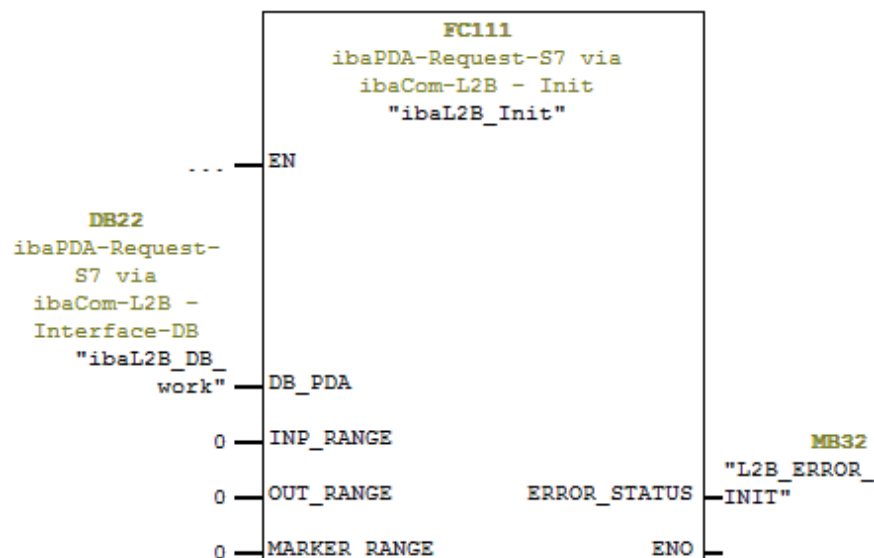 FC111
ibaPDA-Request-S7 via
ibaCom-L2B - Init
"ibaL2B_Init"
... EN
DB22
ibaPDA-Request-
S7 via
ibaCom-L2B -
Interface-DB
"ibaL2B_DB_
work" DB_PDA
0 INP_RANGE
MB32
"L2B_ERROR_
0 OUT_RANGE ERROR_STATUS INIT"
0 MARKER_RANGE ENO